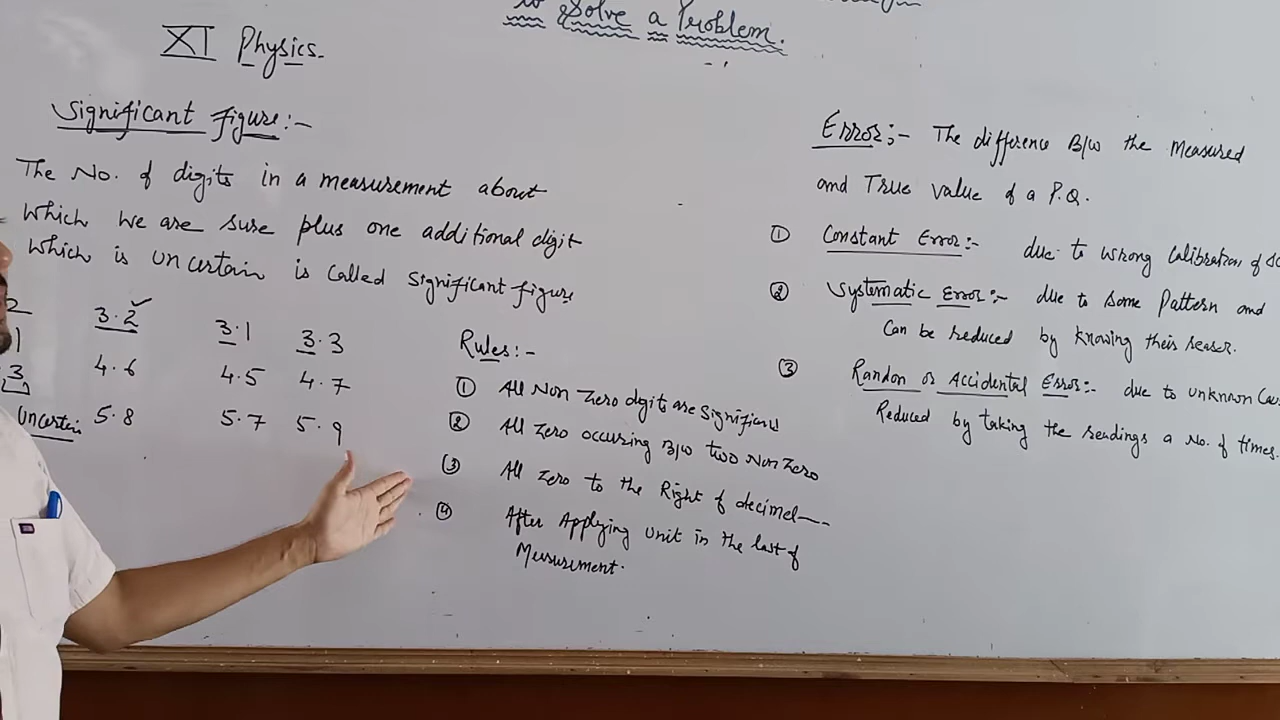 to Solve a Problem.
XI Physics.
Significant figure:-
The No. of digits in a measurement about
which we are sure plus one additional digit
which is uncertain is called significant figure
2 3.2 ✓ 3.1 3.3
1 4.6 4.5 4.7
3
Uncertain 5.8 5.7 5.9
Rules:-
① All Non Zero digits are Significant
② All Zero occuring B/w two Non Zero
③ All Zero to the Right of decimel---
④ After Applying unit in the last of
Measurement.
Error:- The difference B/w the Measured
and True value of a P.Q.
① Constant Error:- due to wrong Calibration of
② Systematic Error:- due to some Pattern and
Can be reduced by knowing their
③ Randon or Accidental Error:- due to unknown Cau
Reduced by taking the readings a No. of times.